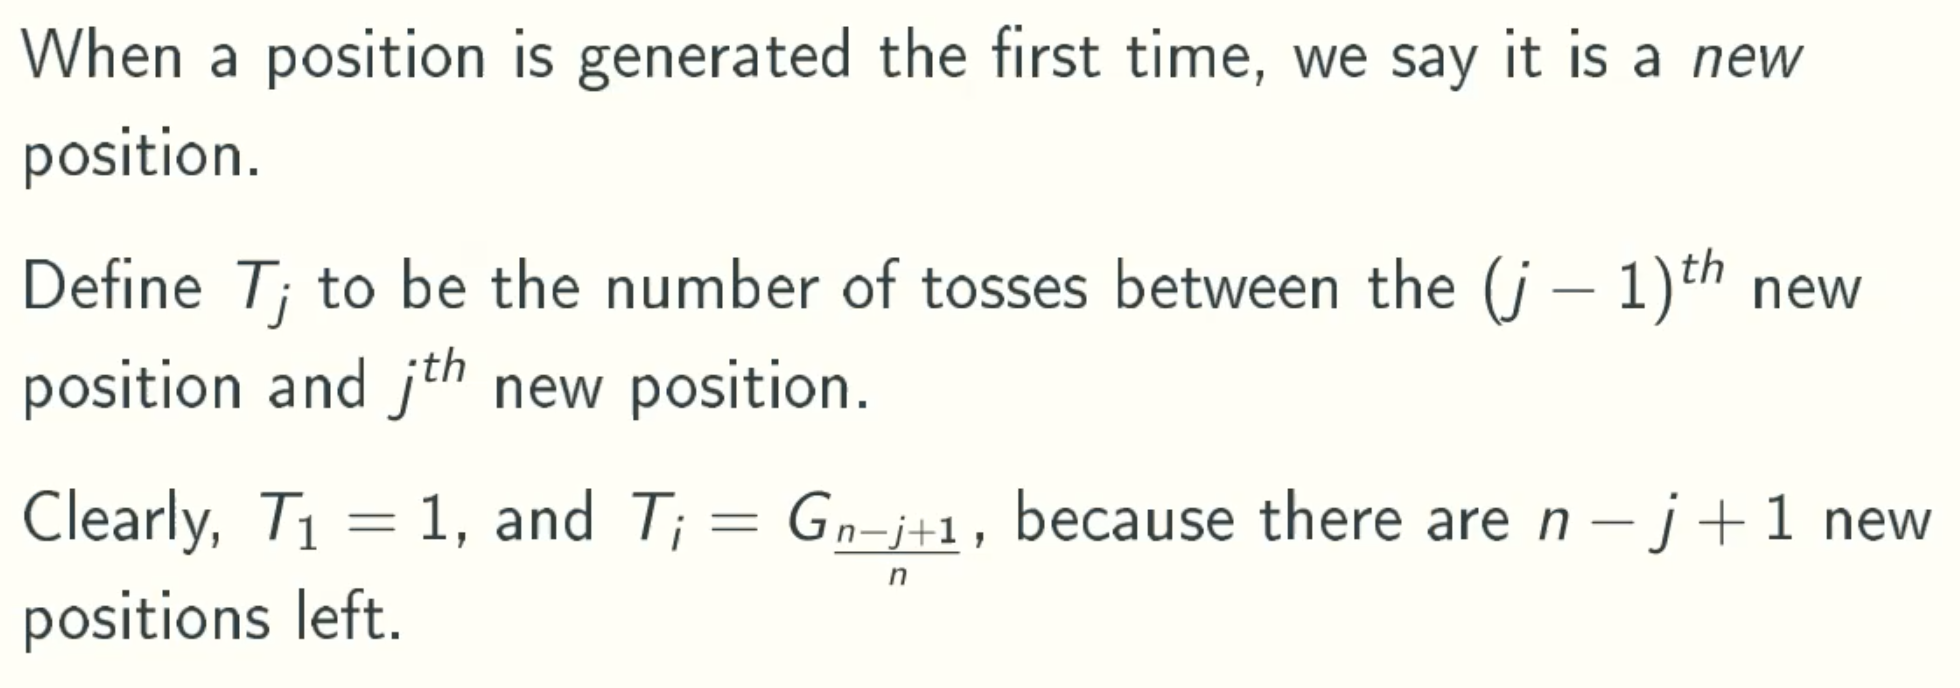 When a position is generated the first time, we say it is a new
position.
Define T_j to be the number of tosses between the (j − 1)^{th} new
position and j^{th} new position.
Clearly, T_1 = 1, and T_i = G_{\frac{n−j+1}{n}}, because there are n − j + 1 new
positions left.